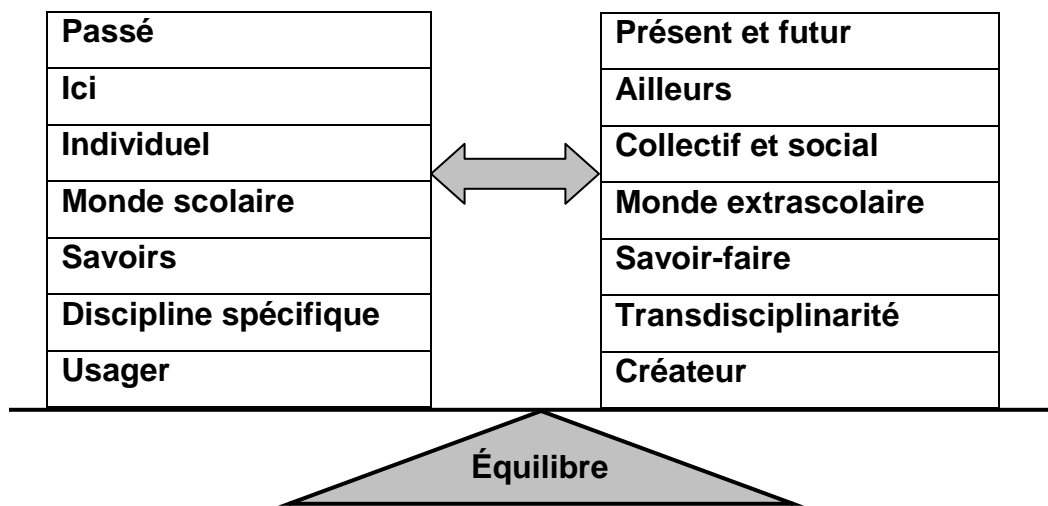 Passé
Présent et futur
Ici
Ailleurs
Individuel
Collectif et social
Monde scolaire
Monde extrascolaire
Savoirs
Savoir-faire
Discipline spécifique
Transdisciplinarité
Usager
Créateur
Équilibre